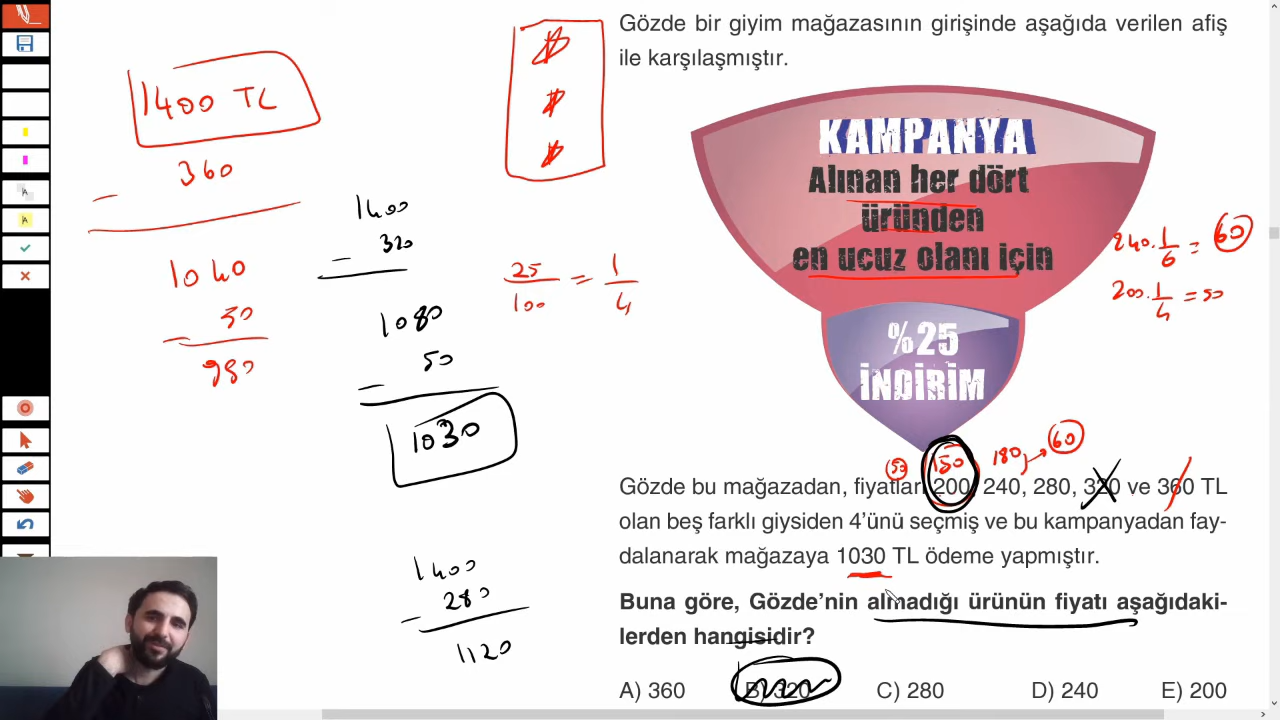 Gözde bir giyim mağazasının girişinde aşağıda verilen afiş
ile karşılaşmıştır.
KAMPANYA
Alınan her dört
üründen
en ucuz olanı için
%25
İNDİRİM
Gözde bu mağazadan, fiyatları 200, 240, 280, 320 ve 360 TL
olan beş farklı giysiden 4’ünü seçmiş ve bu kampanyadan fay-
dalanarak mağazaya 1030 TL ödeme yapmıştır.
Buna göre, Gözde’nin almadığı ürünün fiyatı aşağıdaki-
lerden hangisidir?
A) 360 B) 320 C) 280 D) 240 E) 200
1400 TL
360
1040
50
980
1400
320
1080
50
1030
25/100 = 1/4
1400
280
1120
240.1/6 = 60
200.1/4 = 50
50 150 180 60